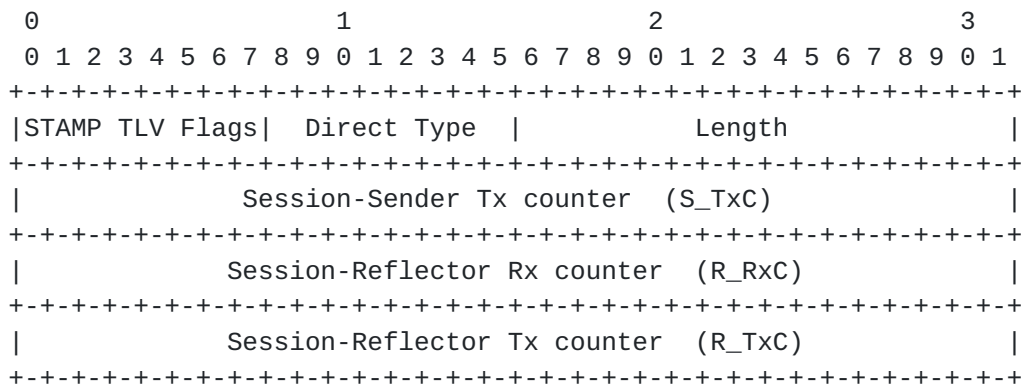 0                   1                   2                   3
 0 1 2 3 4 5 6 7 8 9 0 1 2 3 4 5 6 7 8 9 0 1 2 3 4 5 6 7 8 9 0 1
+-+-+-+-+-+-+-+-+-+-+-+-+-+-+-+-+-+-+-+-+-+-+-+-+-+-+-+-+-+-+-+-+
|STAMP TLV Flags|  Direct Type  |           Length              |
+-+-+-+-+-+-+-+-+-+-+-+-+-+-+-+-+-+-+-+-+-+-+-+-+-+-+-+-+-+-+-+-+
|              Session-Sender Tx counter  (S_TxC)               |
+-+-+-+-+-+-+-+-+-+-+-+-+-+-+-+-+-+-+-+-+-+-+-+-+-+-+-+-+-+-+-+-+
|             Session-Reflector Rx counter  (R_RxC)             |
+-+-+-+-+-+-+-+-+-+-+-+-+-+-+-+-+-+-+-+-+-+-+-+-+-+-+-+-+-+-+-+-+
|             Session-Reflector Tx counter  (R_TxC)             |
+-+-+-+-+-+-+-+-+-+-+-+-+-+-+-+-+-+-+-+-+-+-+-+-+-+-+-+-+-+-+-+-+